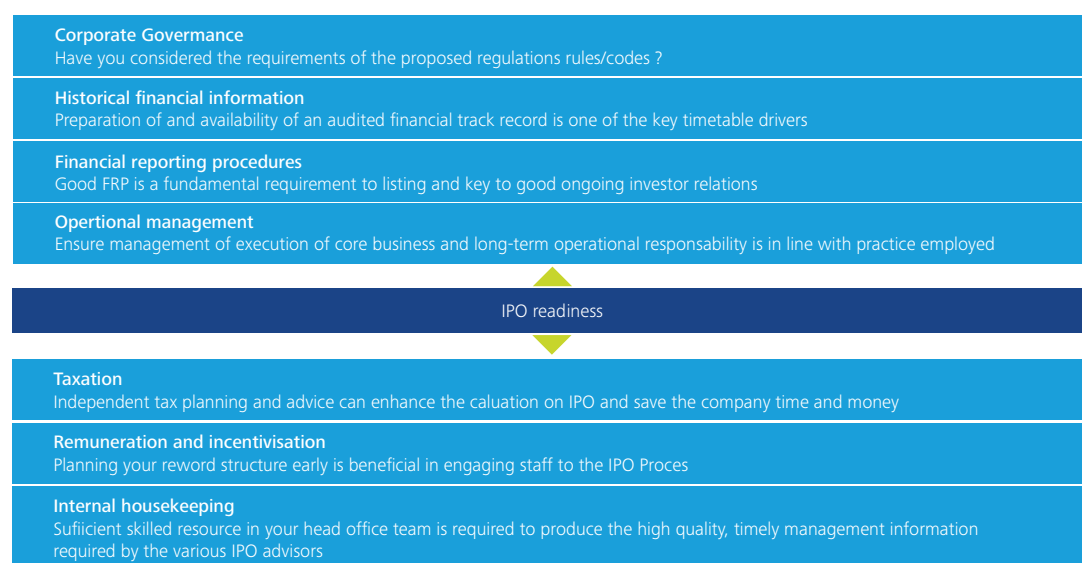 Corporate Govermance
Have you considered the requirements of the proposed regulations rules/codes ?
Historical financial information
Preparation of and availability of an audited financial track record is one of the key timetable drivers
Financial reporting procedures
Good FRP is a fundamental requirement to listing and key to good ongoing investor relations
Opertional management
Ensure management of execution of core business and long-term operational responsability is in line with practice employed
IPO readiness
Taxation
Independent tax planning and advice can enhance the caluation on IPO and save the company time and money
Remuneration and incentivisation
Planning your reword structure early is beneficial in engaging staff to the IPO Proces
Internal housekeeping
Sufiicient skilled resource in your head office team is required to produce the high quality, timely management information
required by the various IPO advisors